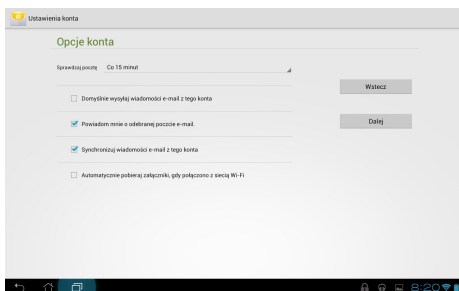 Ustawienia konta
Opcje konta
Sprawdzaj pocztę Co 15 minut
Wstecz
Domyślnie wysyłaj wiadomości e-mail z tego konta
Powiadom mnie o odebranej poczcie e-mail.
Dalej
Synchronizuj wiadomości e-mail z tego konta
Automatycznie pobieraj załączniki, gdy połączono z siecią Wi-Fi
8:20